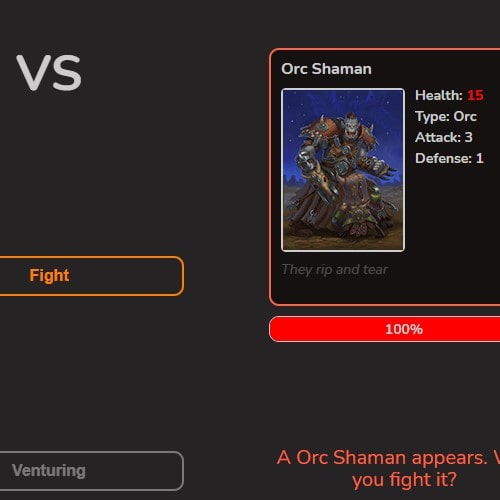 VS
Orc Shaman
Health: 15
Type: Orc
Attack: 3
Defense: 1
They rip and tear
Fight
100%
Venturing
A Orc Shaman appears.
you fight it?